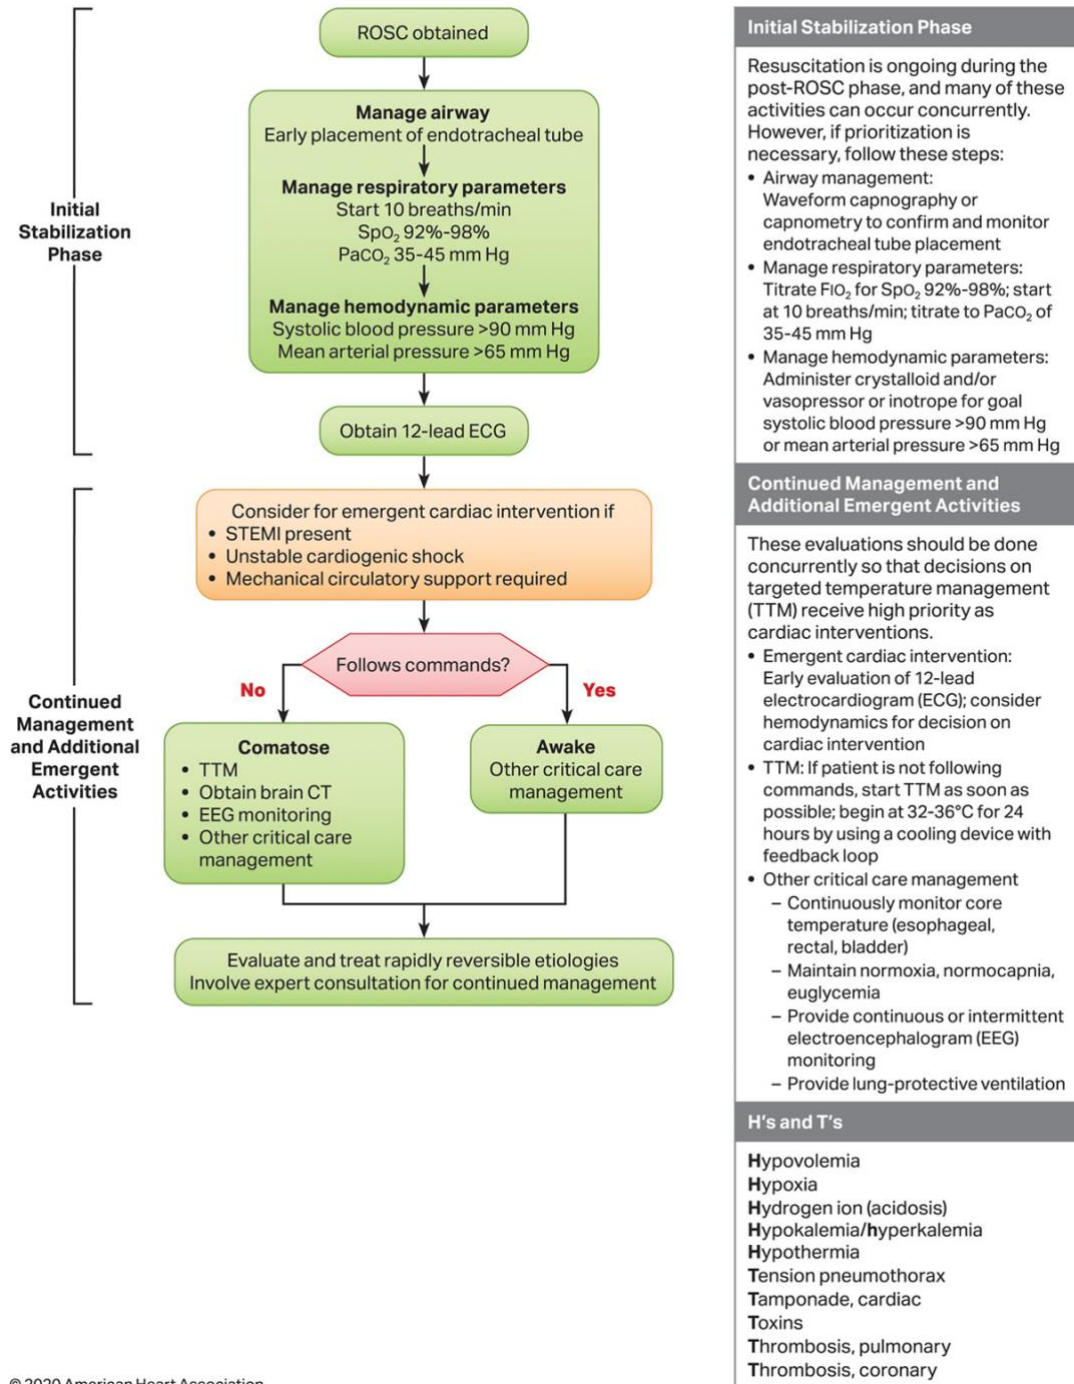 ROSC obtained
Manage airway
Early placement of endotracheal tube
Manage respiratory parameters
Start 10 breaths/min
SpO₂ 92%-98%
PaCO₂ 35-45 mm Hg
Manage hemodynamic parameters
Systolic blood pressure >90 mm Hg
Mean arterial pressure >65 mm Hg
Obtain 12-lead ECG
Initial
Stabilization
Phase
Consider for emergent cardiac intervention if
• STEMI present
• Unstable cardiogenic shock
• Mechanical circulatory support required
Follows commands?
No
Yes
Comatose
• TTM
• Obtain brain CT
• EEG monitoring
• Other critical care
management
Awake
Other critical care
management
Continued
Management
and Additional
Emergent
Activities
Evaluate and treat rapidly reversible etiologies
Involve expert consultation for continued management
Initial Stabilization Phase
Resuscitation is ongoing during the
post-ROSC phase, and many of these
activities can occur concurrently.
However, if prioritization is
necessary, follow these steps:
• Airway management:
Waveform capnography or
capnometry to confirm and monitor
endotracheal tube placement
• Manage respiratory parameters:
Titrate FIO₂ for SpO₂ 92%-98%; start
at 10 breaths/min; titrate to PaCO₂ of
35-45 mm Hg
• Manage hemodynamic parameters:
Administer crystalloid and/or
vasopressor or inotrope for goal
systolic blood pressure >90 mm Hg
or mean arterial pressure >65 mm Hg
Continued Management and
Additional Emergent Activities
These evaluations should be done
concurrently so that decisions on
targeted temperature management
(TTM) receive high priority as
cardiac interventions.
• Emergent cardiac intervention:
Early evaluation of 12-lead
electrocardiogram (ECG); consider
hemodynamics for decision on
cardiac intervention
• TTM: If patient is not following
commands, start TTM as soon as
possible; begin at 32-36°C for 24
hours by using a cooling device with
feedback loop
• Other critical care management
– Continuously monitor core
temperature (esophageal,
rectal, bladder)
– Maintain normoxia, normocapnia,
euglycemia
– Provide continuous or intermittent
electroencephalogram (EEG)
monitoring
– Provide lung-protective ventilation
H's and T's
Hypovolemia
Hypoxia
Hydrogen ion (acidosis)
Hypokalemia/hyperkalemia
Hypothermia
Tension pneumothorax
Tamponade, cardiac
Toxins
Thrombosis, pulmonary
Thrombosis, coronary
© 2020 American Heart Association